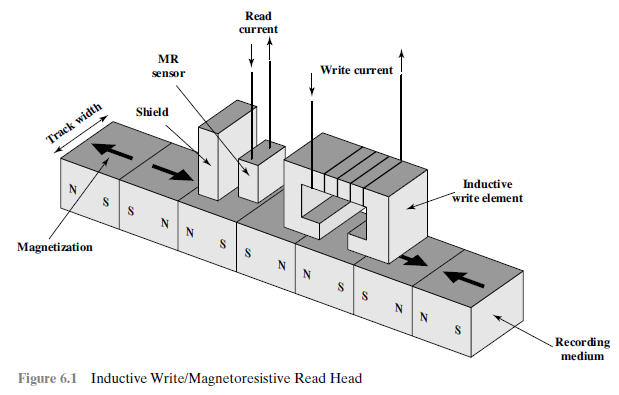 Read
current
MR
sensor
Write current
Shield
Track width
Inductive
write element
Magnetization
N
S
S
N
N
S
S
N
N
S
S
N
N
S
Recording
medium
Figure 6.1 Inductive Write/Magnetoresistive Read Head